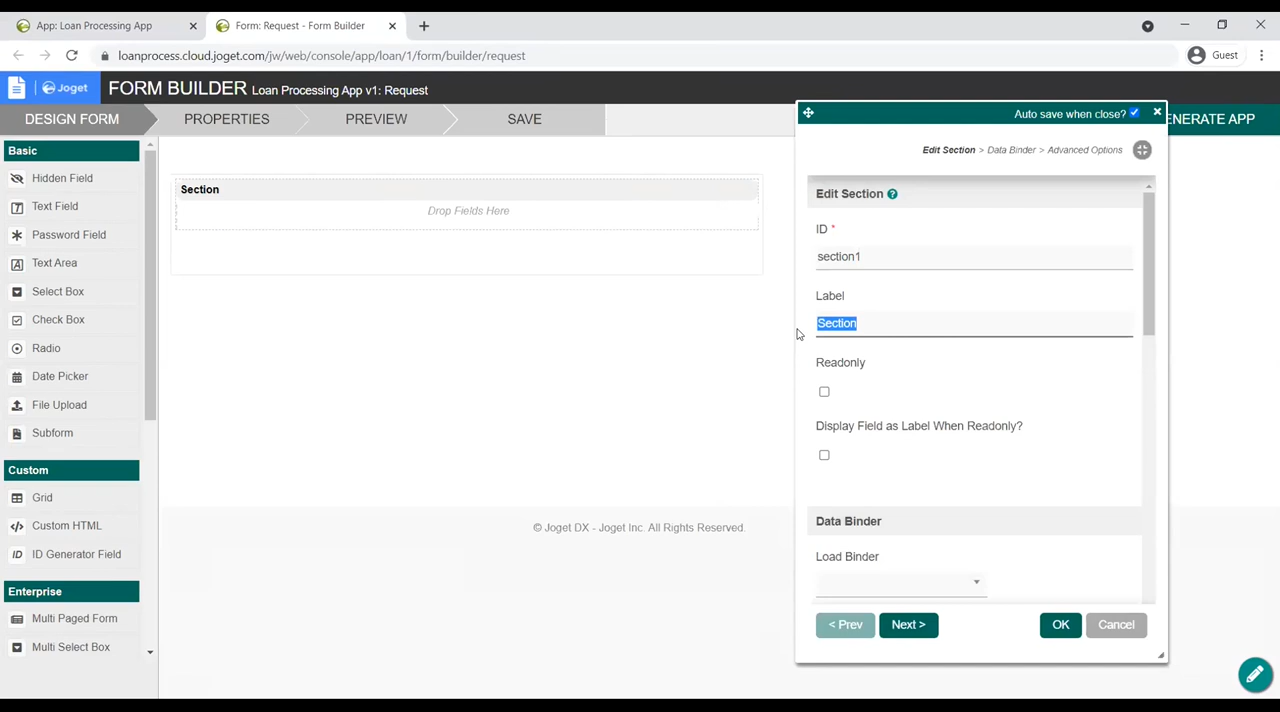 App: Loan Processing App
Form: Request - Form Builder
loanprocess.cloud.joget.com/jw/web/console/app/loan/1/form/builder/request
Guest
Joget
FORM BUILDER Loan Processing App v1: Request
DESIGN FORM
PROPERTIES
PREVIEW
SAVE
ENERATE APP
Basic
Hidden Field
Text Field
Password Field
Text Area
Select Box
Check Box
Radio
Date Picker
File Upload
Subform
Custom
Grid
Custom HTML
ID Generator Field
Enterprise
Multi Paged Form
Multi Select Box
Section
Drop Fields Here
© Joget DX - Joget Inc. All Rights Reserved.
Auto save when close?
Edit Section > Data Binder > Advanced Options
Edit Section
ID *
section1
Label
Section
Readonly
Display Field as Label When Readonly?
Data Binder
Load Binder
< Prev
Next >
OK
Cancel